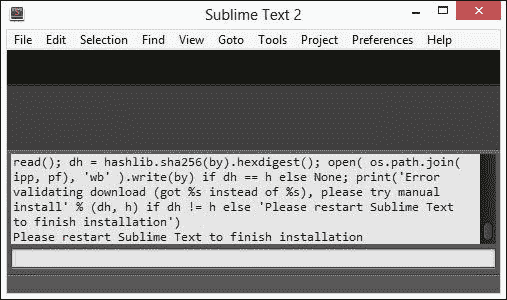 Sublime Text 2
File Edit Selection Find View Goto Tools Project Preferences Help
read(); dh = hashlib.sha256(by).hexdigest(); open( os.path.join(
ipp, pf), 'wb' ).write(by) if dh == h else None; print('Error
validating download (got %s instead of %s), please try manual
install' % (dh, h) if dh != h else 'Please restart Sublime Text
to finish installation')
Please restart Sublime Text to finish installation